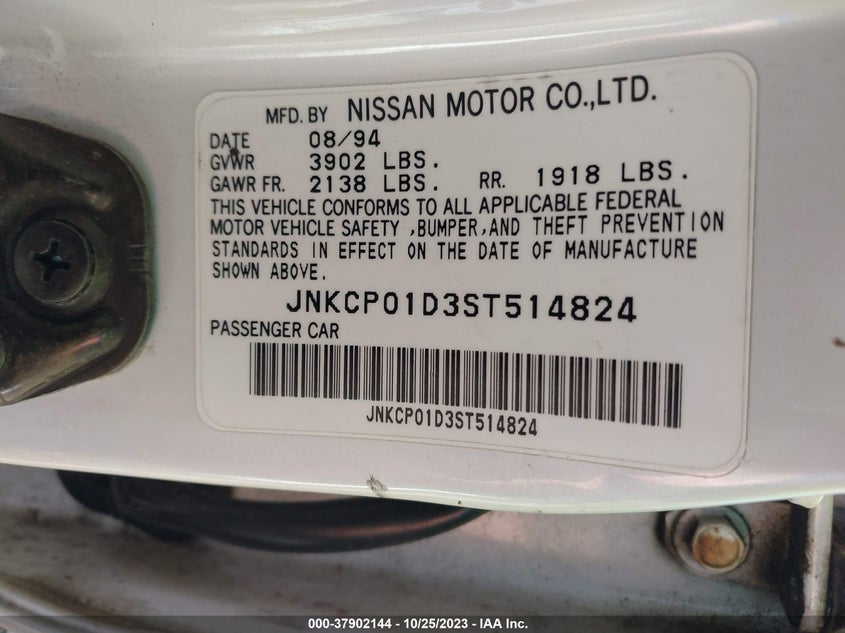 MFD. BY NISSAN MOTOR CO.,LTD.
DATE 08/94
GVWR 3902 LBS.
GAWR FR. 2138 LBS. RR. 1918 LBS.
THIS VEHICLE CONFORMS TO ALL APPLICABLE FEDERAL
MOTOR VEHICLE SAFETY ,BUMPER,AND THEFT PREVENTION
STANDARDS IN EFFECT ON THE DATE OF MANUFACTURE
SHOWN ABOVE.
JNKCP01D3ST514824
PASSENGER CAR
JNKCP01D3ST514824
000-37902144 - 10/25/2023 - IAA Inc.